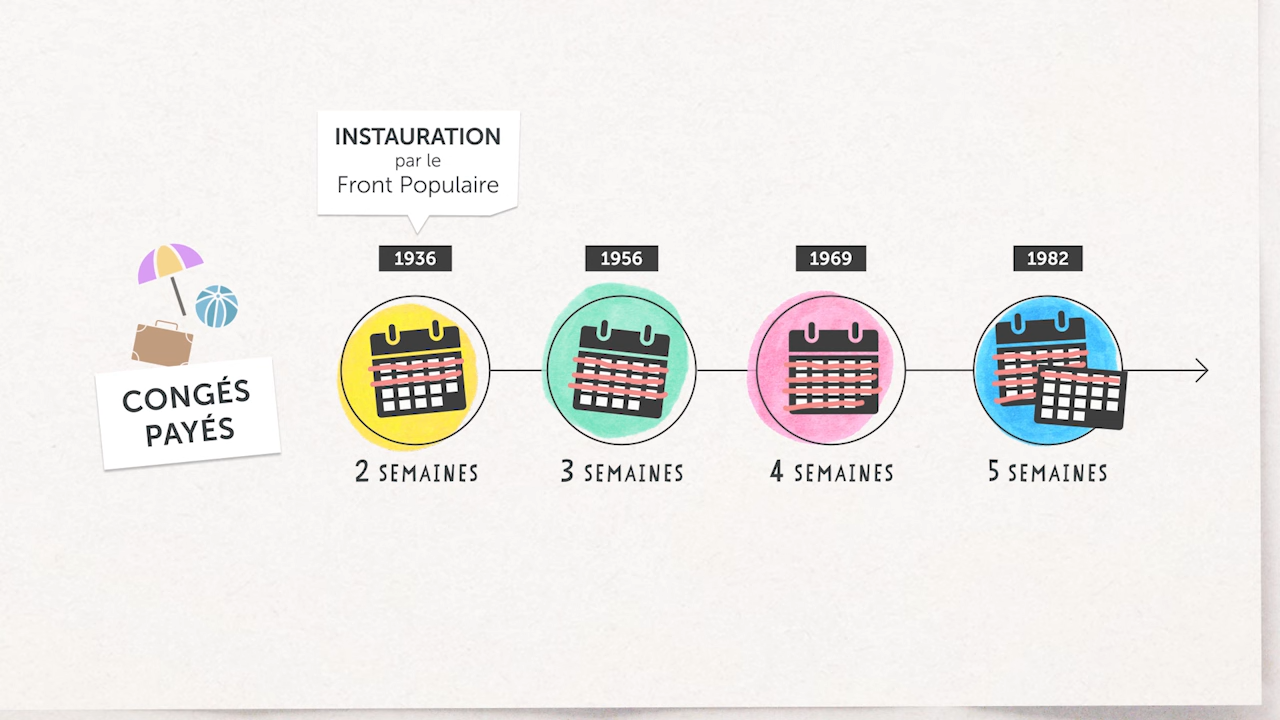 INSTAURATION
par le
Front Populaire
CONGÉS
PAYÉS
1936
1956
1969
1982
2 SEMAINES
3 SEMAINES
4 SEMAINES
5 SEMAINES